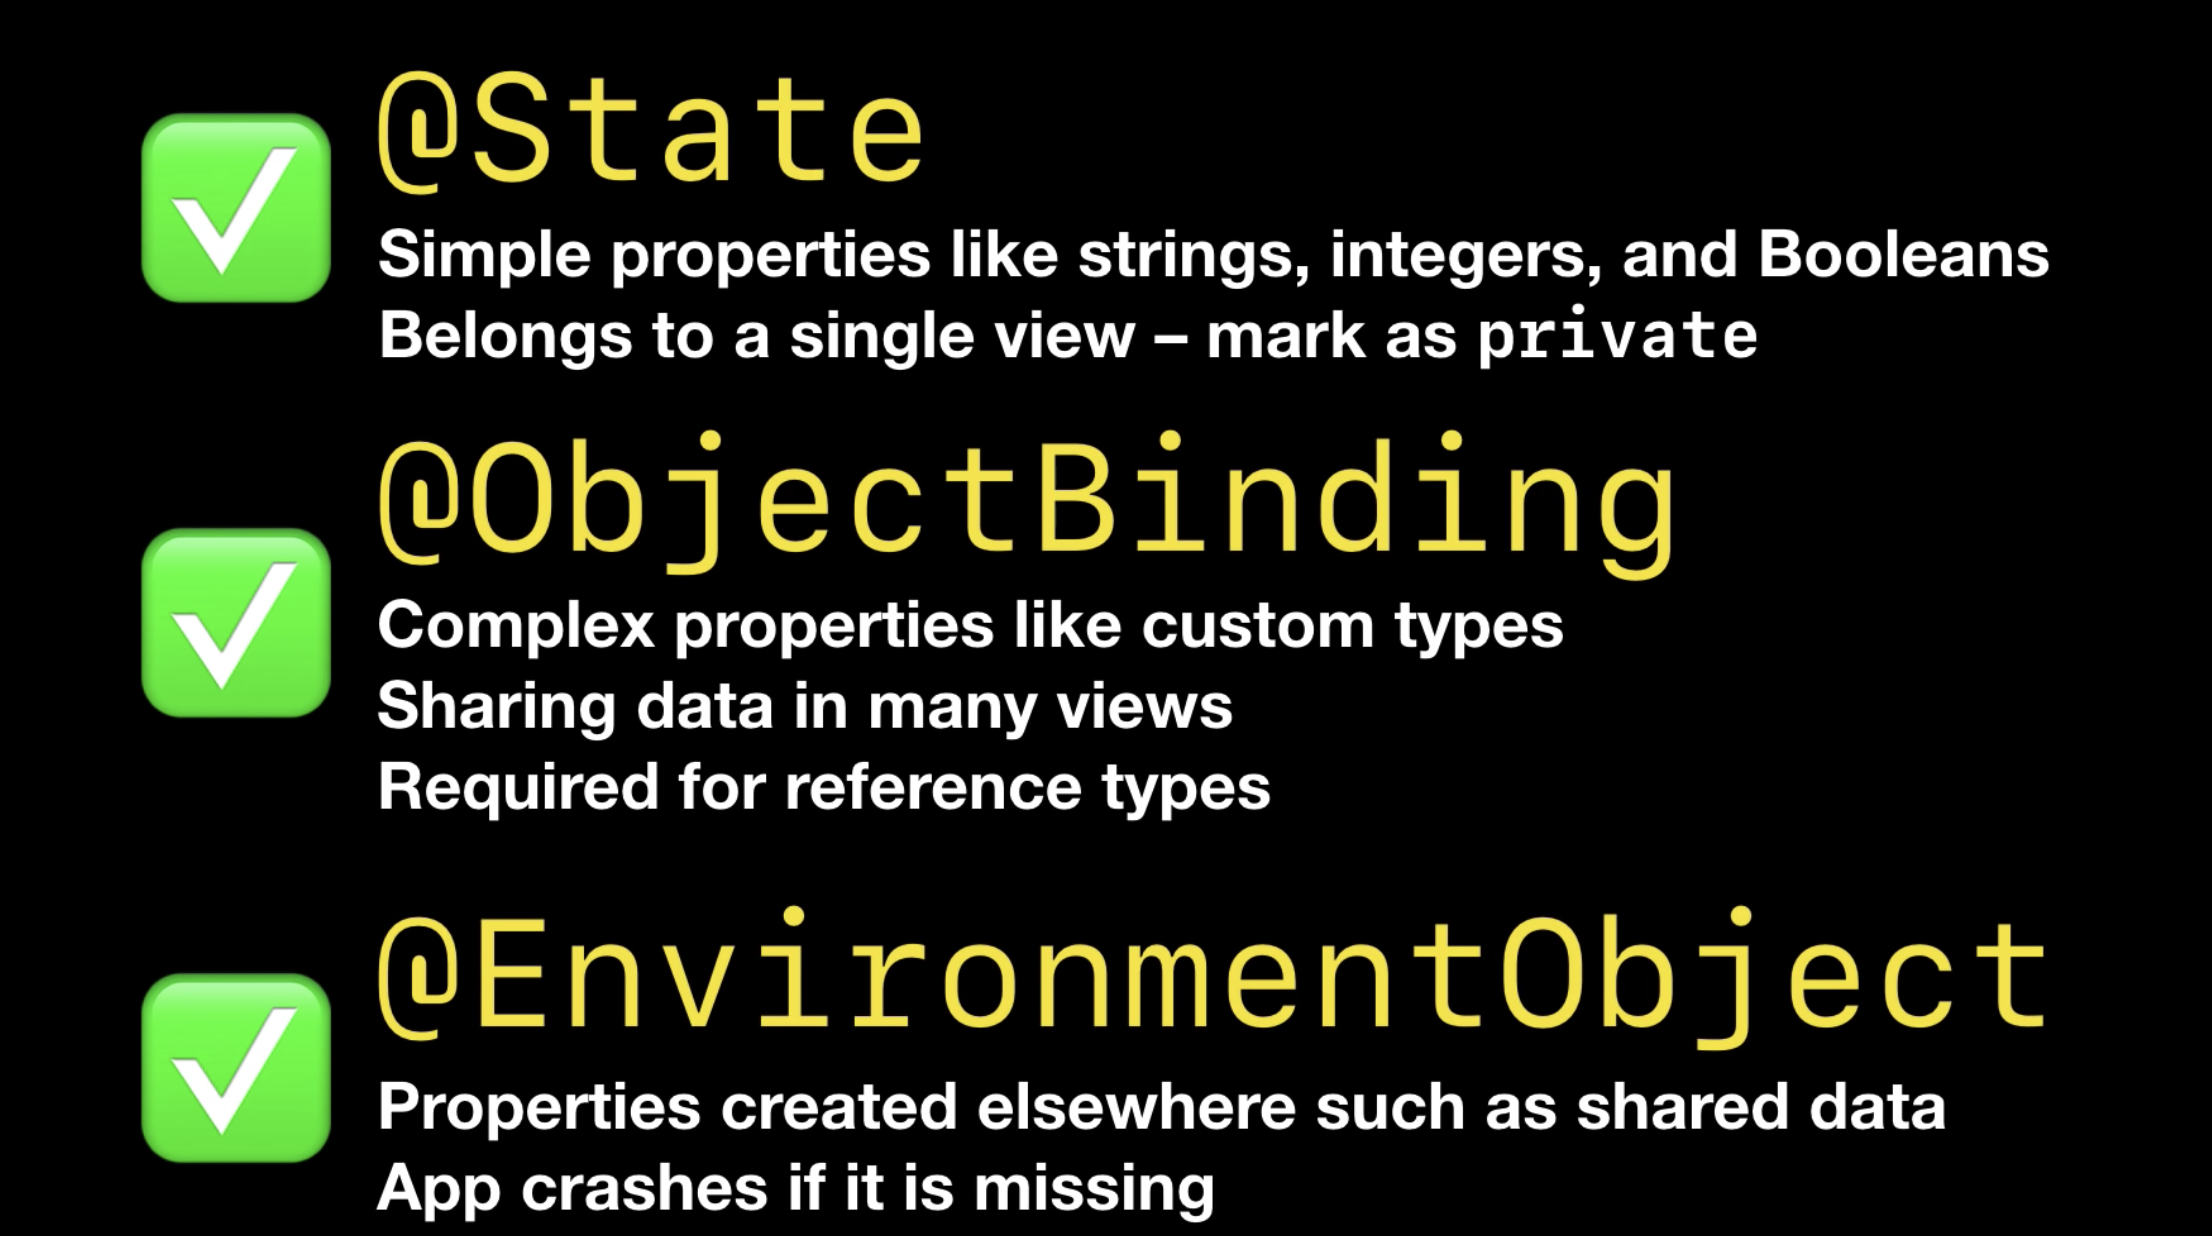 @State
Simple properties like strings, integers, and Booleans
Belongs to a single view – mark as private
@ObjectBinding
Complex properties like custom types
Sharing data in many views
Required for reference types
@EnvironmentObject
Properties created elsewhere such as shared data
App crashes if it is missing